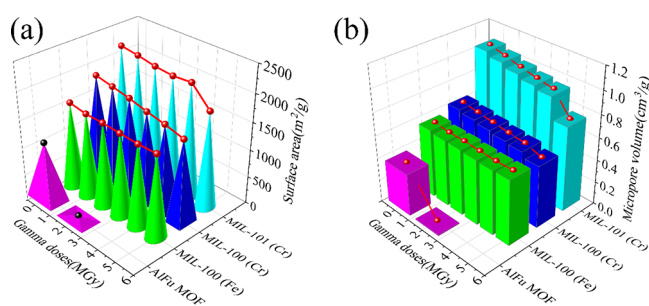 (a)
2500
2000
1500
1000
500
0
Surface area(m²/g)
0
1
2
3
4
5
6
Gamma doses(MGy)
AlFu MOF
MIL-100 (Fe)
MIL-100 (Cr)
MIL-101 (Cr)
(b)
1.2
1.0
0.8
0.6
0.4
0.2
0.0
Micropore volume(cm³/g)
0
1
2
3
4
5
6
Gamma doses(MGy)
AlFu MOF
MIL-100 (Fe)
MIL-100 (Cr)
MIL-101 (Cr)